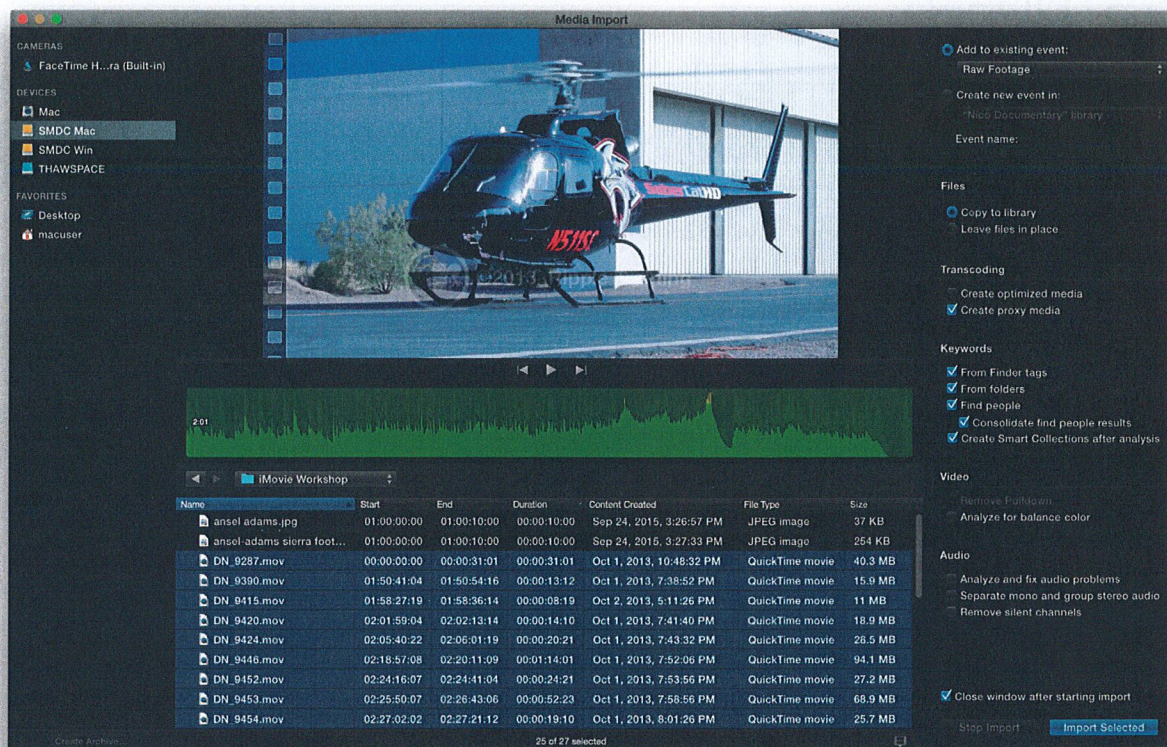 Media Import
CAMERAS
FaceTime H...ra (Built-in)
DEVICES
Mac
SMDC Mac
SMDC Win
THAWSPACE
FAVORITES
Desktop
macuser
SuperCat HD
N511SC
©2013
2:01
iMovie Workshop
Name Start End Duration Content Created File Type Size
ansel adams.jpg 01:00:00:00 01:00:10:00 00:00:10:00 Sep 24, 2015, 3:26:57 PM JPEG image 37 KB
ansel-adams sierra foot... 01:00:00:00 01:00:10:00 00:00:10:00 Sep 24, 2015, 3:27:33 PM JPEG image 254 KB
DN_9287.mov 00:00:00:00 00:00:31:01 00:00:31:01 Oct 1, 2013, 10:48:32 PM QuickTime movie 40.3 MB
DN_9390.mov 01:50:41:04 01:50:54:16 00:00:13:12 Oct 1, 2013, 7:38:52 PM QuickTime movie 15.9 MB
DN_9415.mov 01:58:27:19 01:58:36:14 00:00:08:19 Oct 2, 2013, 5:11:26 PM QuickTime movie 11 MB
DN_9420.mov 02:01:59:04 02:02:13:14 00:00:14:10 Oct 1, 2013, 7:41:40 PM QuickTime movie 18.9 MB
DN_9424.mov 02:05:40:22 02:06:01:19 00:00:20:21 Oct 1, 2013, 7:43:32 PM QuickTime movie 28.5 MB
DN_9446.mov 02:18:57:08 02:20:11:09 00:01:14:01 Oct 1, 2013, 7:52:06 PM QuickTime movie 94.1 MB
DN_9452.mov 02:24:16:07 02:24:41:04 00:00:24:21 Oct 1, 2013, 7:53:56 PM QuickTime movie 27.2 MB
DN_9453.mov 02:25:50:07 02:26:43:06 00:00:52:23 Oct 1, 2013, 7:58:56 PM QuickTime movie 68.9 MB
DN_9454.mov 02:27:02:02 02:27:21:12 00:00:19:10 Oct 1, 2013, 8:01:26 PM QuickTime movie 25.7 MB
Create Archive...
25 of 27 selected
Add to existing event:
Raw Footage
Create new event in:
"Nico Documentary" library
Event name:
Files
Copy to library
Leave files in place
Transcoding
Create optimized media
Create proxy media
Keywords
From Finder tags
From folders
Find people
Consolidate find people results
Create Smart Collections after analysis
Video
Remove Pulldown
Analyze for balance color
Audio
Analyze and fix audio problems
Separate mono and group stereo audio
Remove silent channels
Close window after starting import
Stop Import
Import Selected